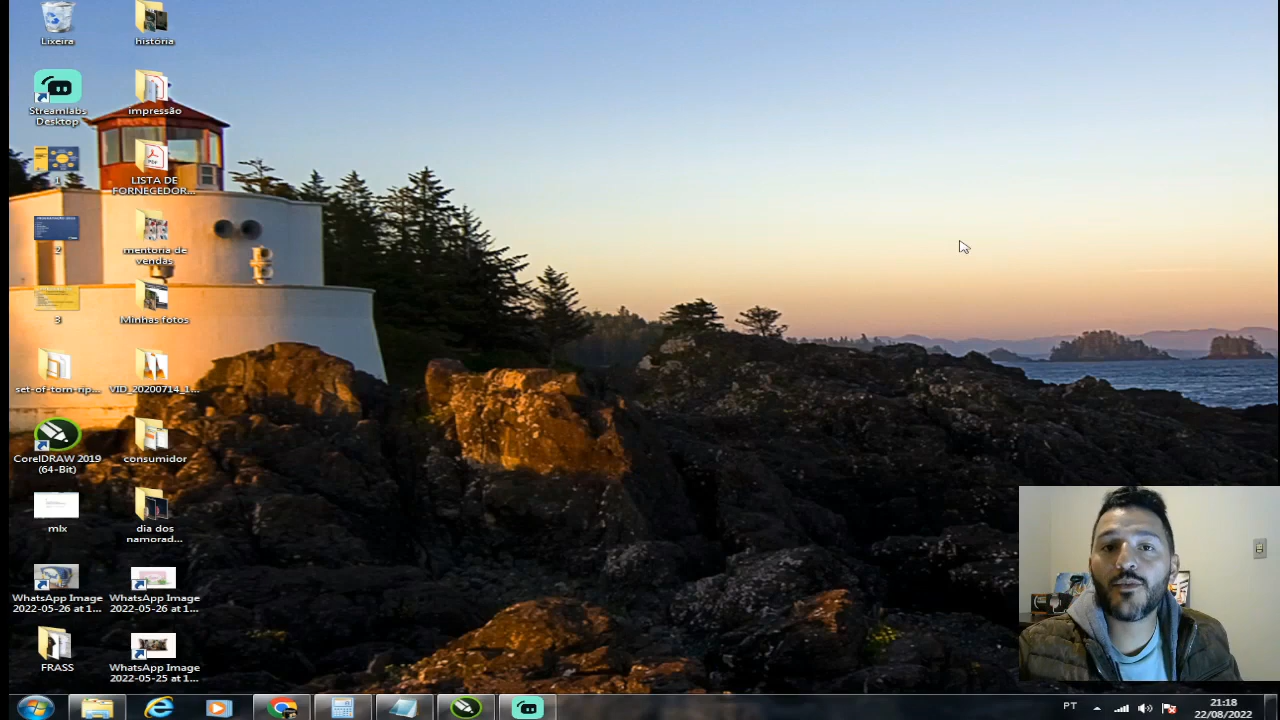 Lixeira
história
Streamlabs
Desktop
impressão
1
LISTA DE
FORNEGEDOR...
2
mentoria de
vendas
3
Minhas fotos
set-of-torn-rip...
VID_20200714_1...
CorelDRAW 2019
(64-Bit)
consumidor
mlx
dia dos
namorad...
WhatsApp Image
2022-05-26 at 1...
WhatsApp Image
2022-05-26 at 1...
FRASS
WhatsApp Image
2022-05-25 at 1...
PT
21:18
22/08/2022